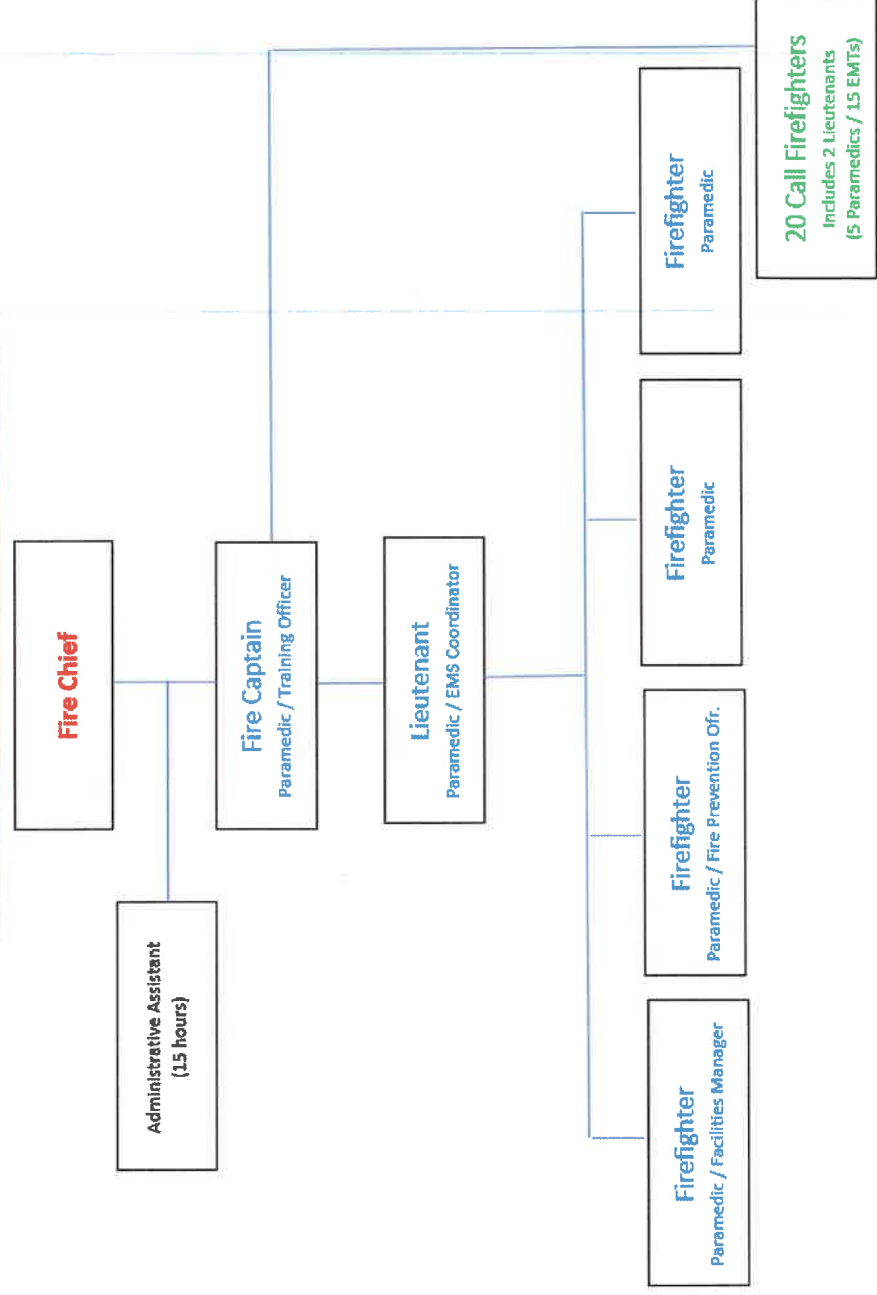 Fire Chief
Administrative Assistant
(15 hours)
Fire Captain
Paramedic / Training Officer
Lieutenant
Paramedic / EMS Coordinator
Firefighter
Paramedic / Facilities Manager
Firefighter
Paramedic / Fire Prevention Ofr.
Firefighter
Paramedic
Firefighter
Paramedic
20 Call Firefighters
Includes 2 Lieutenants
(5 Paramedics / 15 EMTs)